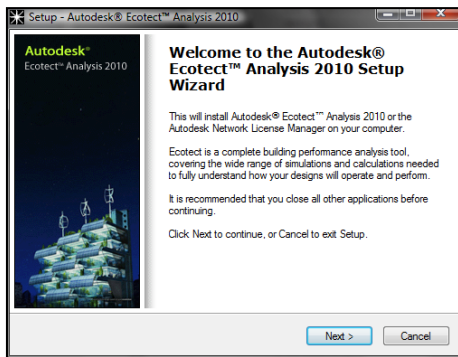 Setup - Autodesk® Ecotect™ Analysis 2010
Autodesk®
Ecotect™ Analysis 2010
Welcome to the Autodesk®
Ecotect™ Analysis 2010 Setup
Wizard
This will install Autodesk® Ecotect™ Analysis 2010 or the
Autodesk Network License Manager on your computer.
Ecotect is a complete building performance analysis tool,
covering the wide range of simulations and calculations needed
to fully understand how your designs will operate and perform.
It is recommended that you close all other applications before
continuing.
Click Next to continue, or Cancel to exit Setup.
Next >
Cancel